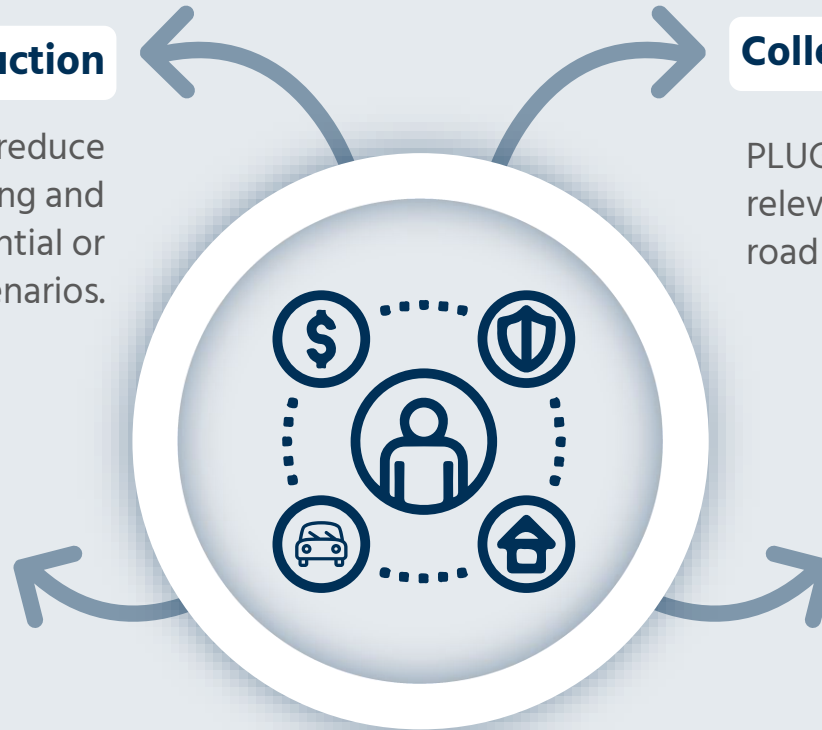 uction
reduce
ng and
ntial or
enarios.
Colle
PLUG
relev
road
$